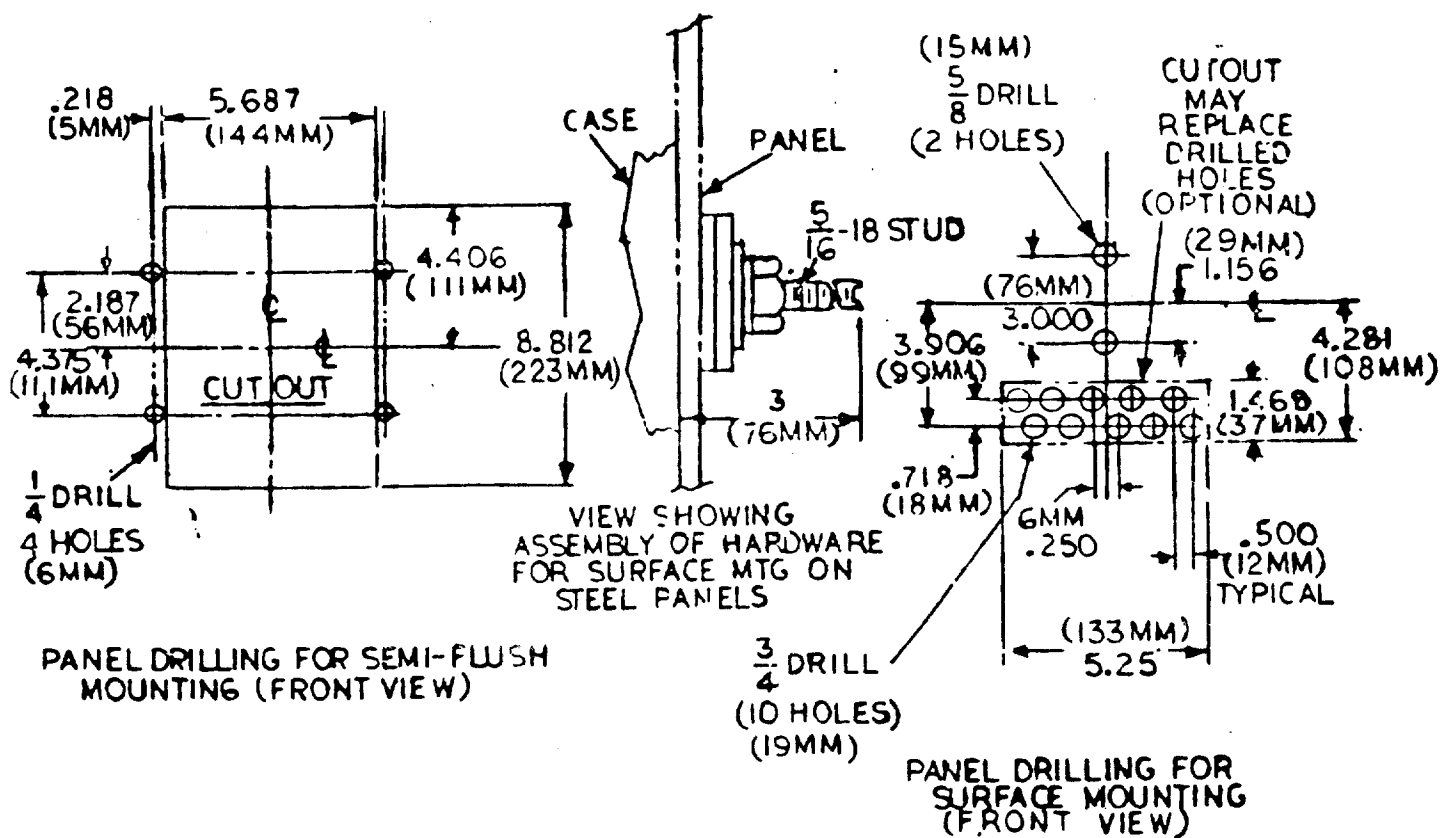 .218
(5MM)
5.687
(144MM)
4.406
(111MM)
2.187
(56MM)
4.375
(111MM)
8.812
(223MM)
CUTOUT
1/4 DRILL
4 HOLES
(6MM)
PANEL DRILLING FOR SEMI-FLUSH
MOUNTING (FRONT VIEW)
CASE
PANEL
5/16-18 STUD
3
(76MM)
VIEW SHOWING
ASSEMBLY OF HARDWARE
FOR SURFACE MTG ON
STEEL PANELS
(15MM)
5/8 DRILL
(2 HOLES)
CUTOUT
MAY
REPLACE
DRILLED
HOLES
(OPTIONAL)
(29MM)
1.156
(76MM)
3.000
3.906
(99MM)
4.281
(108MM)
1.468
(37MM)
.718
(18MM)
6MM
.250
.500
(12MM)
TYPICAL
(133MM)
5.25
3/4 DRILL
(10 HOLES)
(19MM)
PANEL DRILLING FOR
SURFACE MOUNTING
(FRONT VIEW)